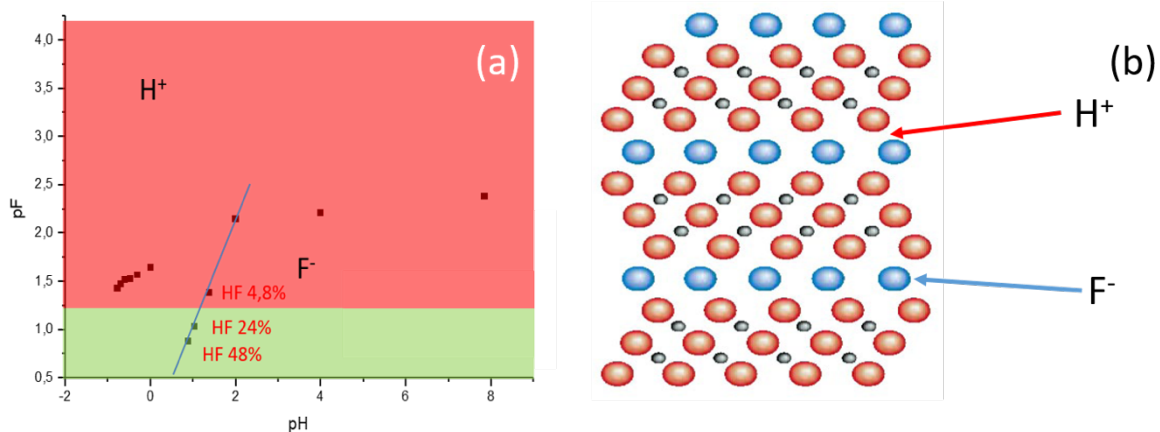 (a)
4,0
3,5
3,0
2,5
2,0
1,5
1,0
0,5
pF
H+
F-
HF 4,8%
HF 24%
HF 48%
-2
0
2
4
6
8
pH
(b)
H+
F-